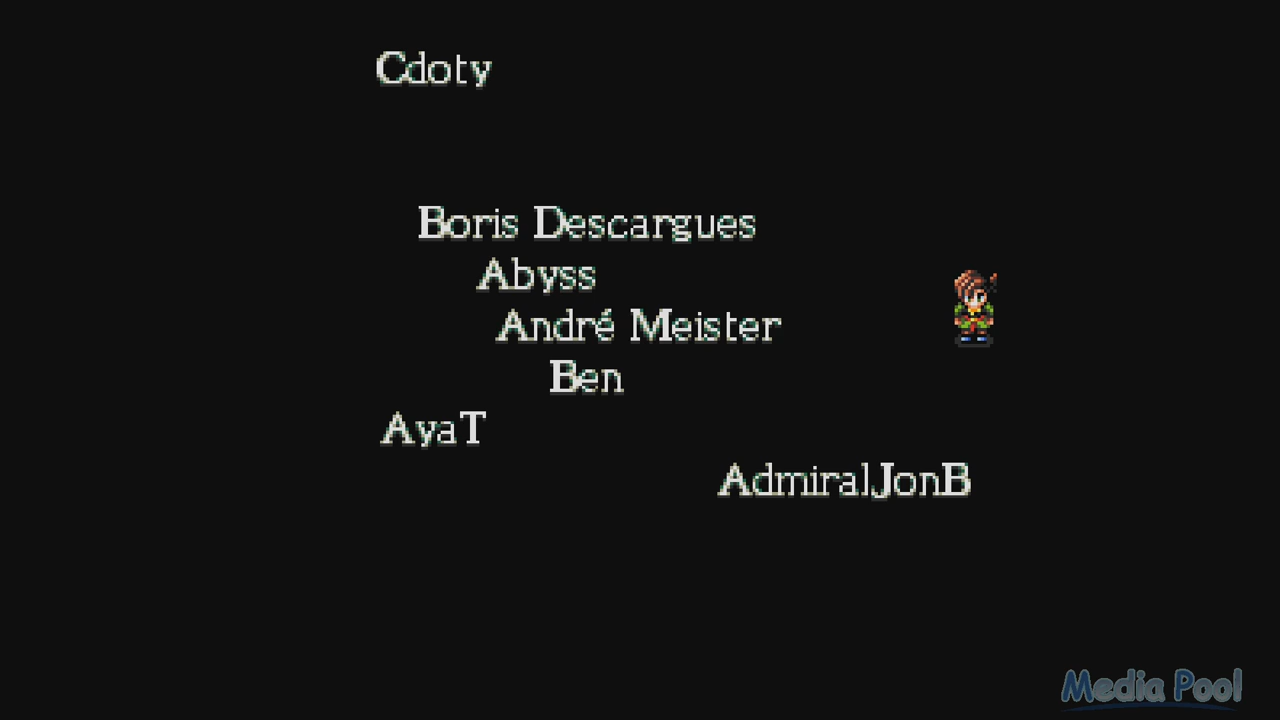 Cdoty
Boris Descargues
Abyss
André Meister
Ben
AyaT
AdmiralJonB
Media Pool